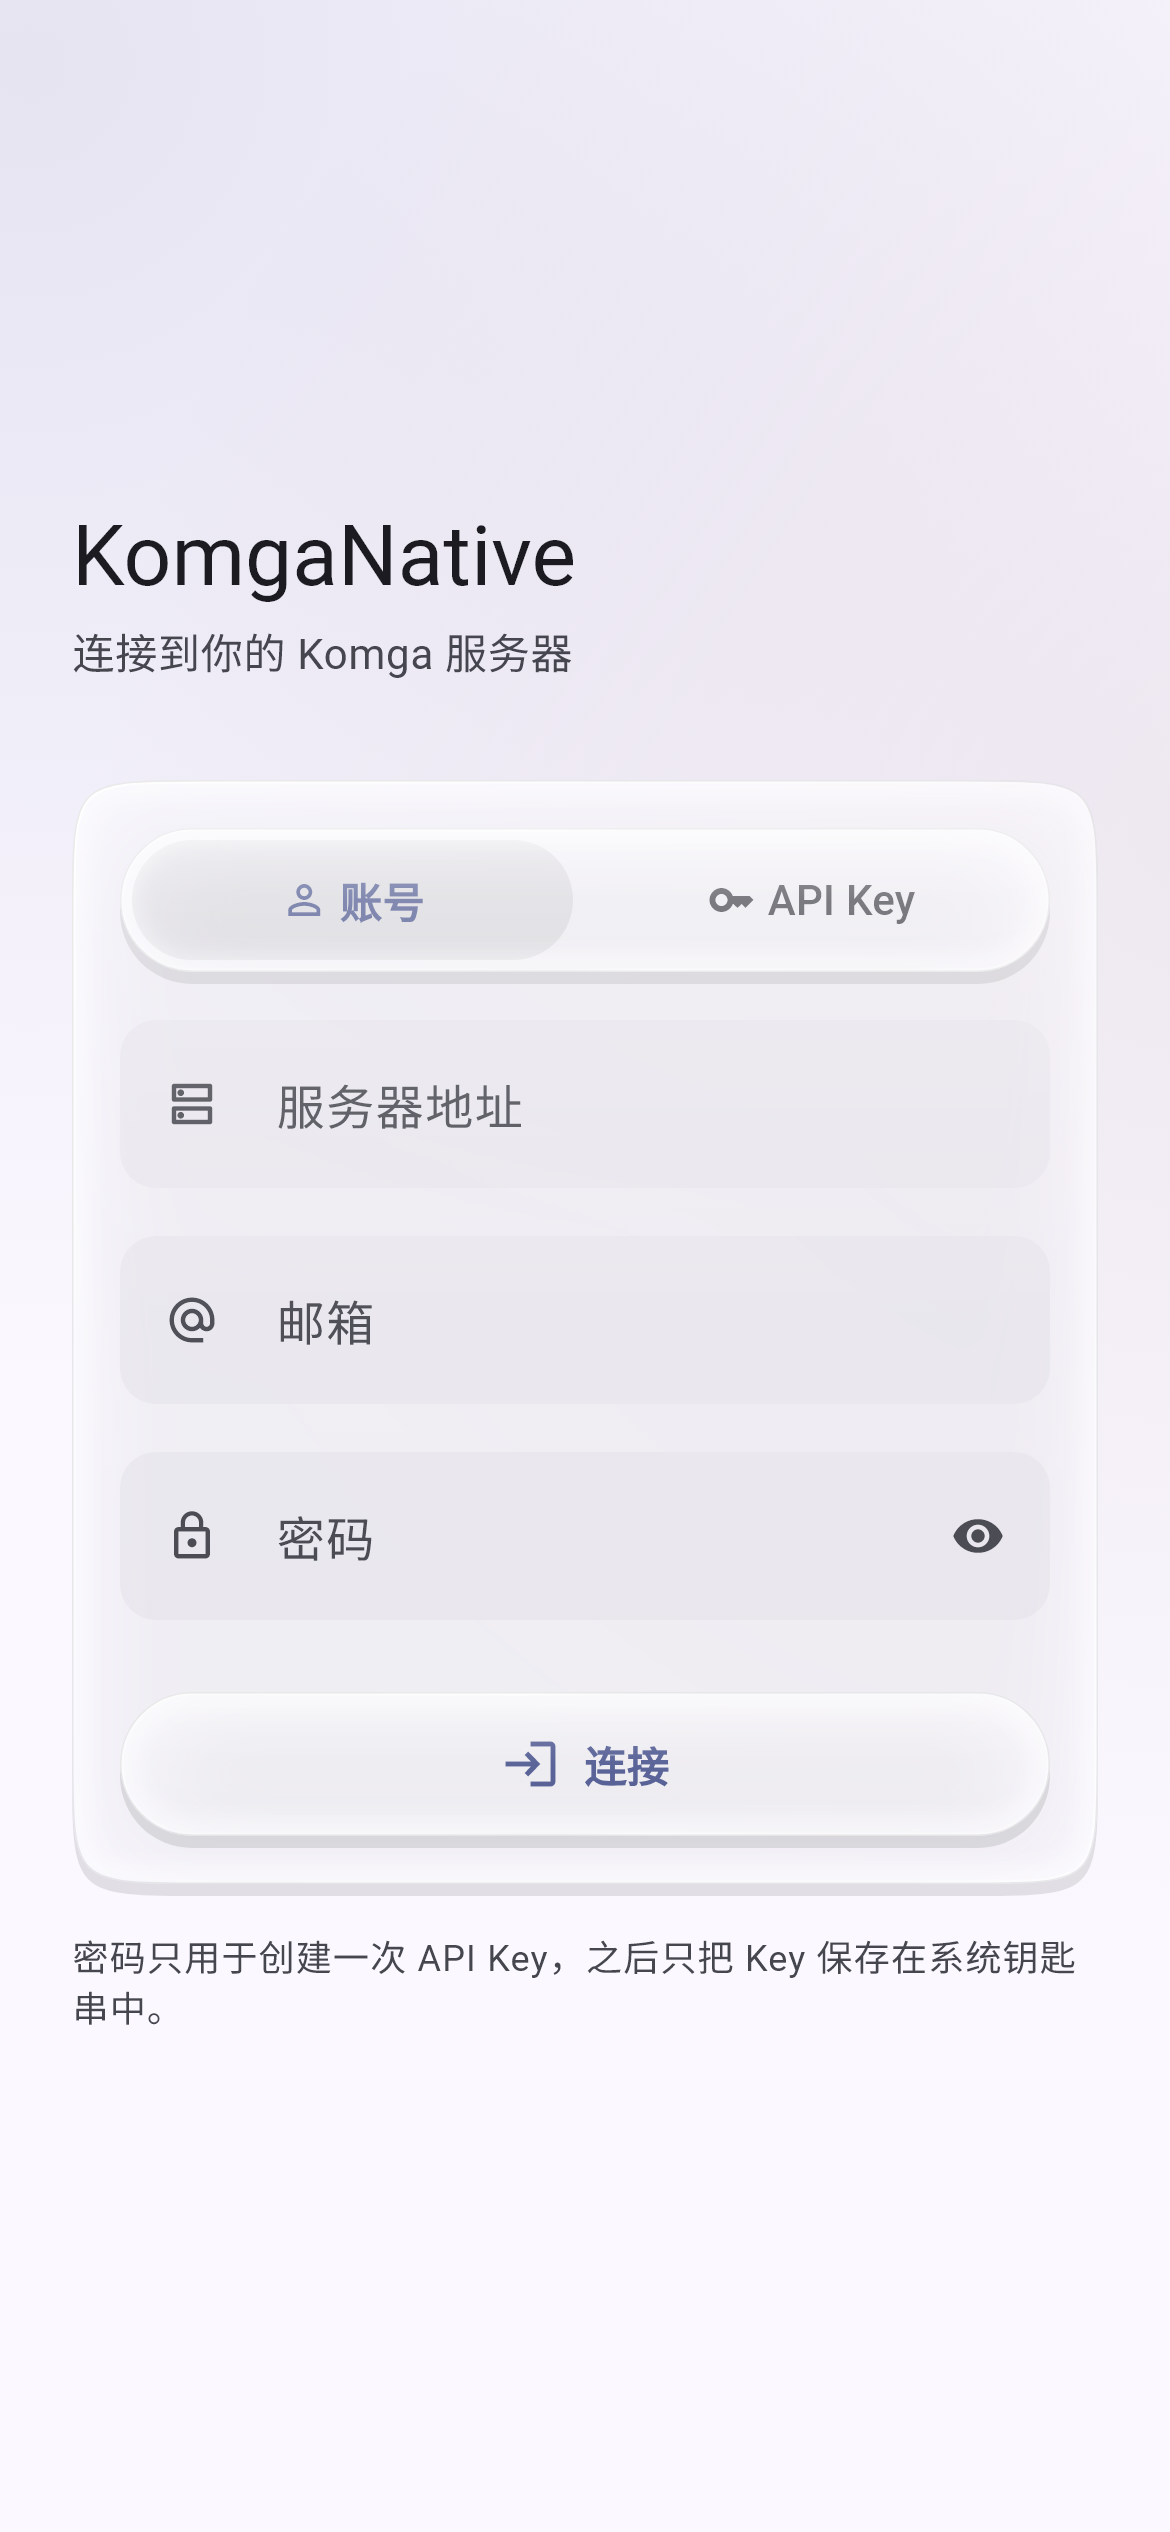 KomgaNative
连接到你的 Komga 服务器
账号
API Key
服务器地址
邮箱
密码
连接
密码只用于创建一次 API Key，之后只把 Key 保存在系统钥匙
串中。